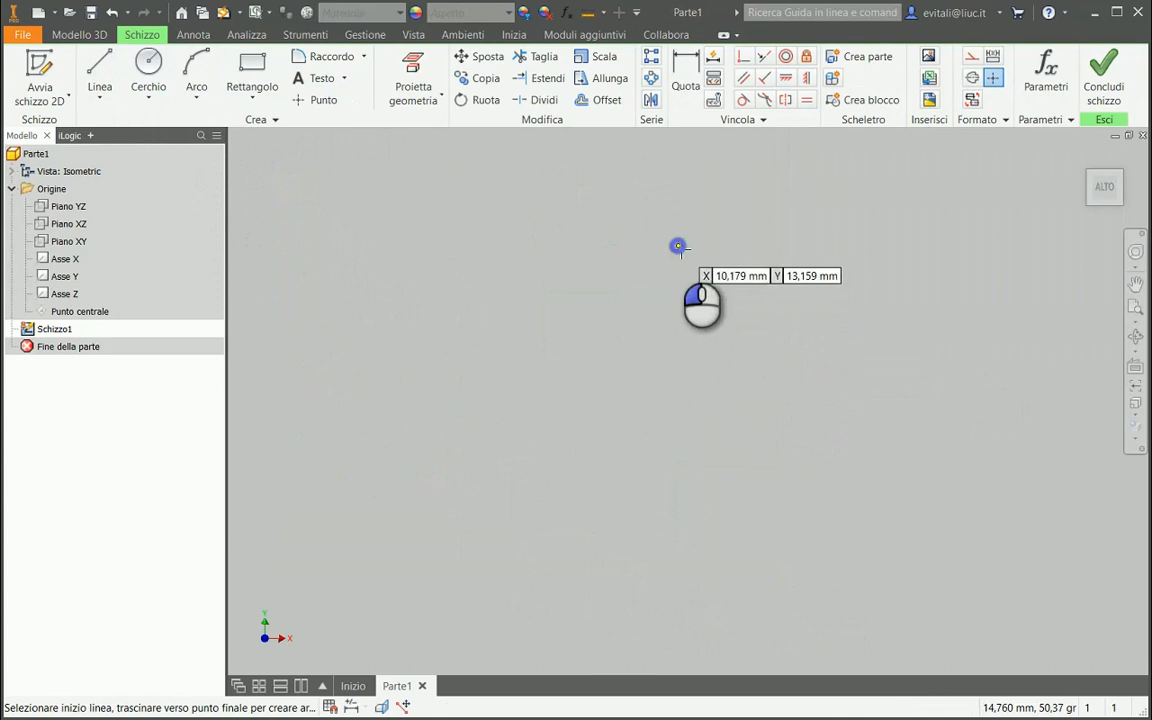 PRO Materiale Aspetto Parte1 Ricerca Guida in linea e comand evitali@liuc.it
File Modello 3D Schizzo Annota Analizza Strumenti Gestione Vista Ambienti Inizia Moduli aggiuntivi Collabora
Avvia schizzo 2D Linea Cerchio Arco Rettangolo Raccordo Testo Punto Proietta geometria
Sposta Taglia Scala
Copia Estendi Allunga
Ruota Dividi Offset
Quota Crea parte
Crea blocco
Parametri Concludi schizzo
Schizzo Crea Modifica Serie Vincola Scheletro Inserisci Formato Parametri Esci
Modello iLogic
Parte1
Vista: Isometric
Origine
Piano YZ
Piano XZ
Piano XY
Asse X
Asse Y
Asse Z
Punto centrale
Schizzo1
Fine della parte
ALTO
X 10,179 mm Y 13,159 mm
Y
X
Inizio Parte1
Selezionare inizio linea, trascinare verso punto finale per creare ar... 14,760 mm, 50,37 gr 1 1